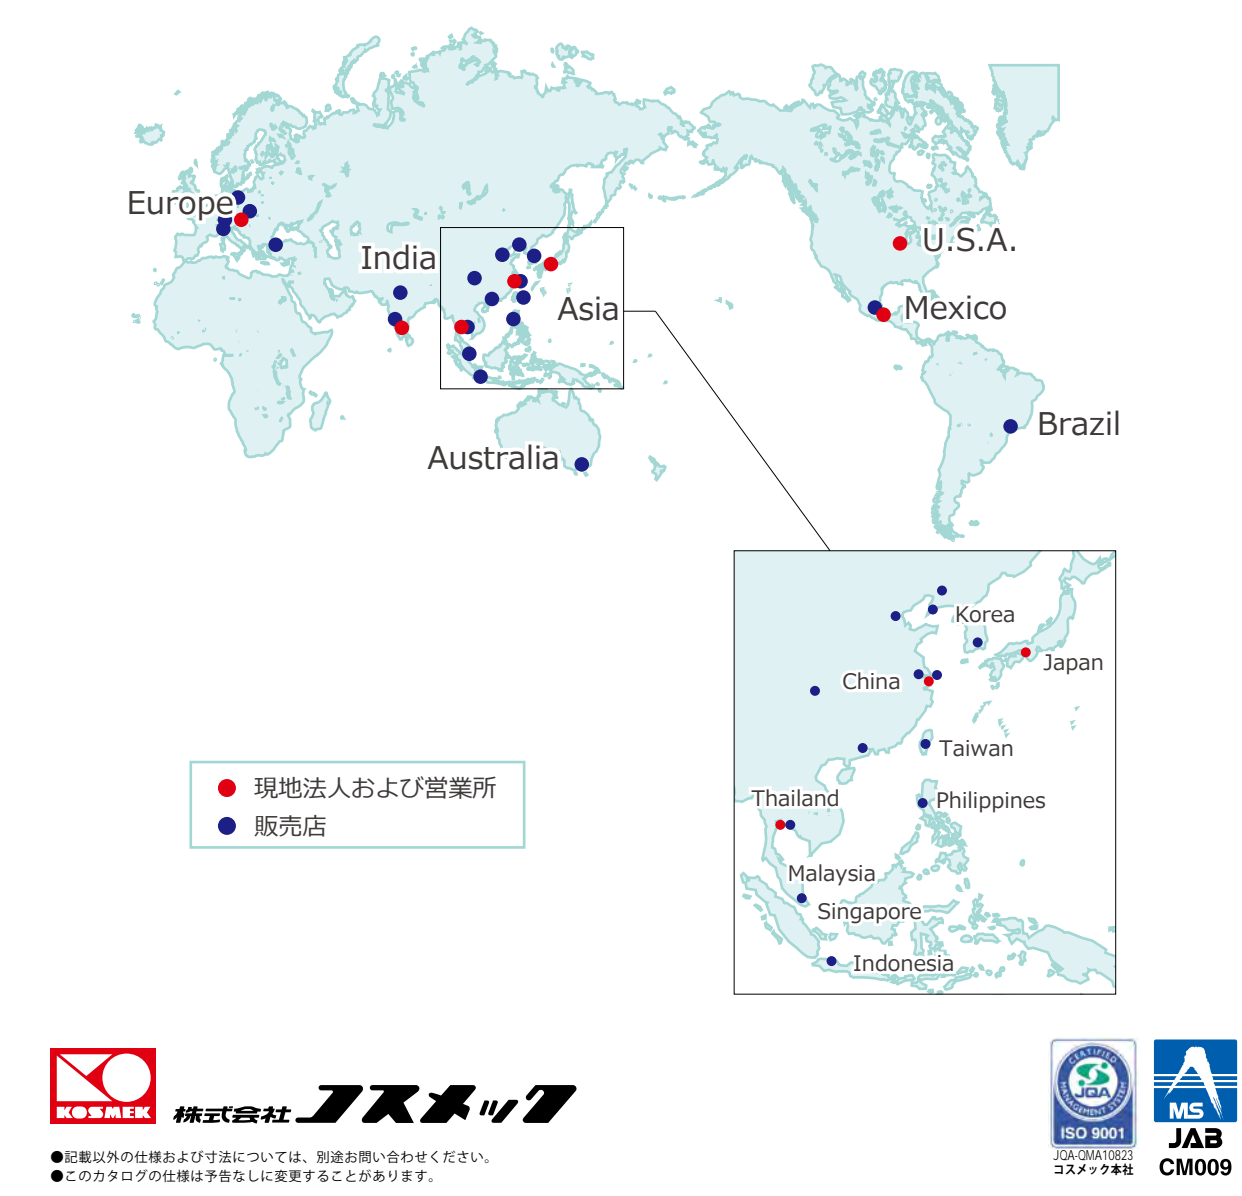 Europe
India
Asia
U.S.A.
Mexico
Brazil
Australia
Korea
Japan
China
Taiwan
Thailand
Philippines
Malaysia
Singapore
Indonesia
現地法人および営業所
販売店
KOSMEK
株式会社コスメック
●記載以外の仕様および寸法については、別途お問い合わせください。
●このカタログの仕様は予告なしに変更することがあります。
CERTIFIED
JQA
MANAGEMENT SYSTEM
ISO 9001
JQA-QMA10823
コスメック本社
MS
JAB
CM009